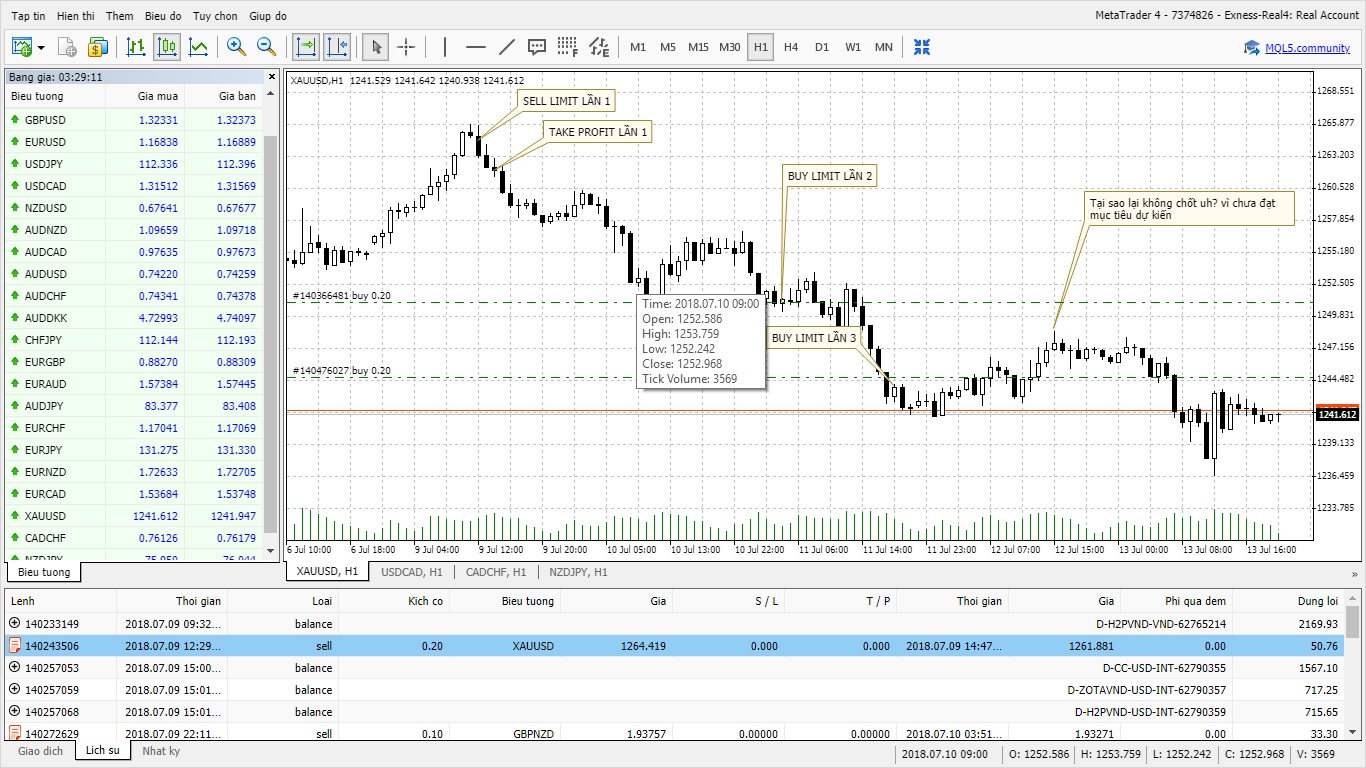 Tap tin Hien thi Them Bieu do Tuy chon Giup do MetaTrader 4 - 7374826 - Exness-Real4: Real Account
M1 M5 M15 M30 H1 H4 D1 W1 MN MQL5.community
Bang gia: 03:29:11
Bieu tuong Gia mua Gia ban
GBPUSD 1.32331 1.32373
EURUSD 1.16838 1.16889
USDJPY 112.336 112.396
USDCAD 1.31512 1.31569
NZDUSD 0.67641 0.67677
AUDNZD 1.09659 1.09718
AUDCAD 0.97635 0.97673
AUDUSD 0.74220 0.74259
AUDCHF 0.74341 0.74378
AUDDKK 4.72993 4.74097
CHFJPY 112.144 112.193
EURGBP 0.88270 0.88309
EURAUD 1.57384 1.57445
AUDJPY 83.377 83.408
EURCHF 1.17041 1.17069
EURJPY 131.275 131.330
EURNZD 1.72633 1.72705
EURCAD 1.53684 1.53748
XAUUSD 1241.612 1241.947
CADCHF 0.76126 0.76179
NZDJPY 75.950 76.044
Bieu tuong
XAUUSD,H1 1241.529 1241.642 1240.938 1241.612
SELL LIMIT LẦN 1
TAKE PROFIT LẦN 1
BUY LIMIT LẦN 2
Tại sao lại không chốt uh? vì chưa đạt
mục tiêu dự kiến
#140366481 buy 0.20
Time: 2018.07.10 09:00
Open: 1252.586
High: 1253.759
Low: 1252.242
Close: 1252.968
Tick Volume: 3569
BUY LIMIT LẦN 3
#140476027 buy 0.20
1268.551
1265.877
1263.203
1260.528
1257.854
1255.180
1252.505
1249.831
1247.156
1244.482
1241.612
1239.133
1236.459
1233.785
6 Jul 10:00 6 Jul 18:00 9 Jul 04:00 9 Jul 12:00 9 Jul 20:00 10 Jul 05:00 10 Jul 13:00 10 Jul 22:00 11 Jul 06:00 11 Jul 14:00 11 Jul 23:00 12 Jul 07:00 12 Jul 15:00 13 Jul 00:00 13 Jul 08:00 13 Jul 16:00
XAUUSD, H1 USDCAD, H1 CADCHF, H1 NZDJPY, H1 »
Lenh Thoi gian Loai Kich co Bieu tuong Gia S / L T / P Thoi gian Gia Phi qua dem Dung loi
140233149 2018.07.09 09:32... balance D-H2PVND-VND-62765214 2169.93
140243506 2018.07.09 12:29... sell 0.20 XAUUSD 1264.419 0.000 0.000 2018.07.09 14:47... 1261.881 0.00 50.76
140257053 2018.07.09 15:00... balance D-CC-USD-INT-62790355 1567.10
140257059 2018.07.09 15:01... balance D-ZOTAVND-USD-INT-62790357 717.25
140257068 2018.07.09 15:01... balance D-H2PVND-USD-INT-62790359 715.65
140272629 2018.07.09 22:11... sell 0.10 GBPNZD 1.93757 0.00000 0.00000 2018.07.10 03:51... 1.93271 0.00 33.30
Giao dich Lich su Nhat ky
2018.07.10 09:00 O: 1252.586 H: 1253.759 L: 1252.242 C: 1252.968 V: 3569